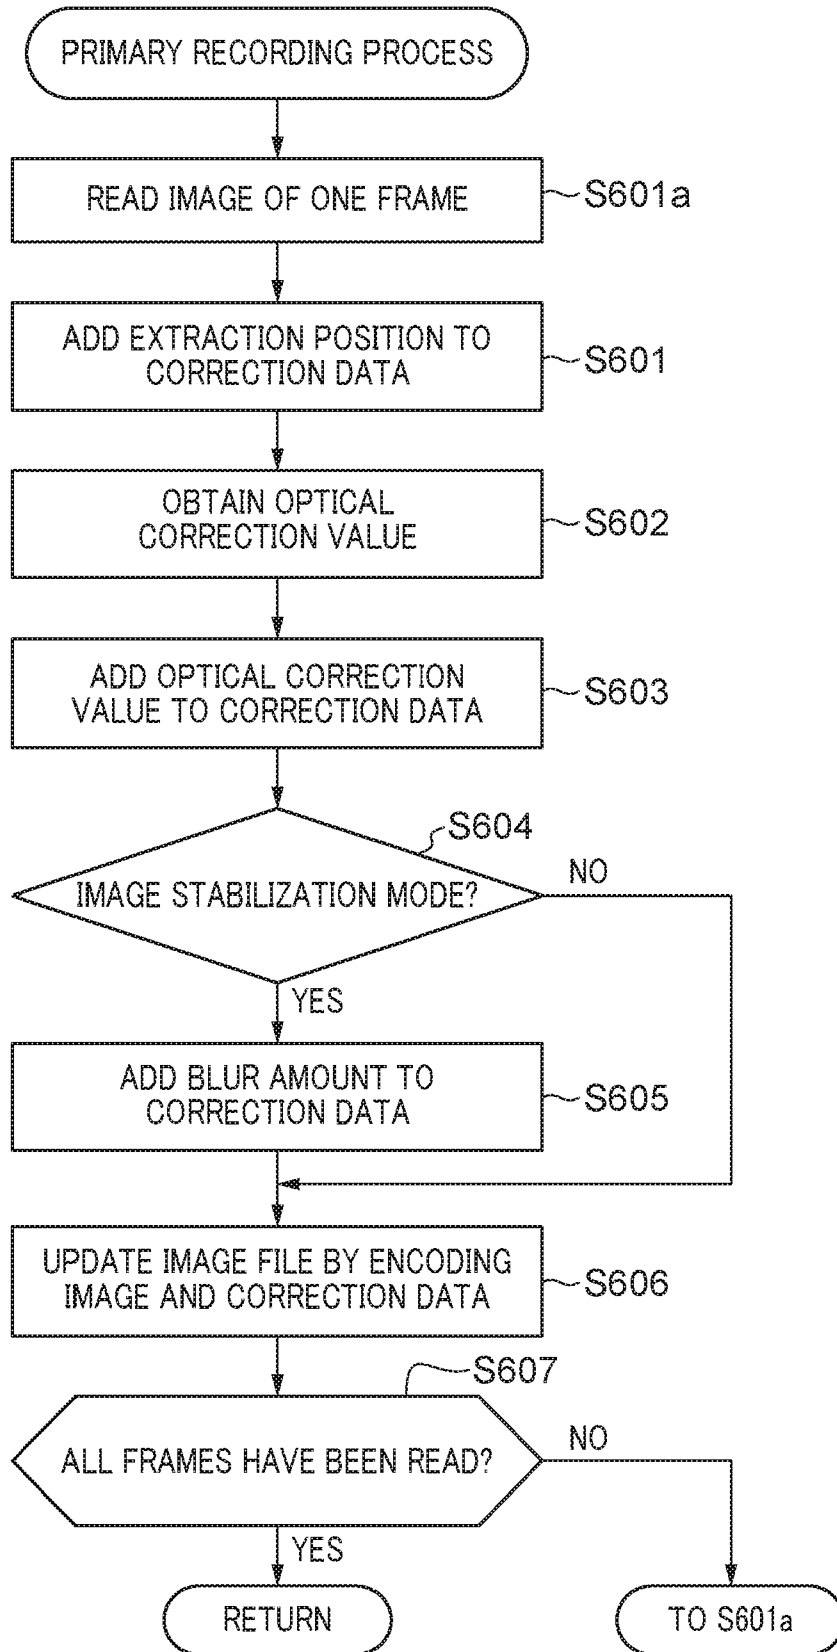 PRIMARY RECORDING PROCESS
READ IMAGE OF ONE FRAME
S601a
ADD EXTRACTION POSITION TO
CORRECTION DATA
S601
OBTAIN OPTICAL
CORRECTION VALUE
S602
ADD OPTICAL CORRECTION
VALUE TO CORRECTION DATA
S603
S604
IMAGE STABILIZATION MODE?
NO
YES
ADD BLUR AMOUNT TO
CORRECTION DATA
S605
UPDATE IMAGE FILE BY ENCODING
IMAGE AND CORRECTION DATA
S606
S607
ALL FRAMES HAVE BEEN READ?
NO
YES
RETURN
TO S601a